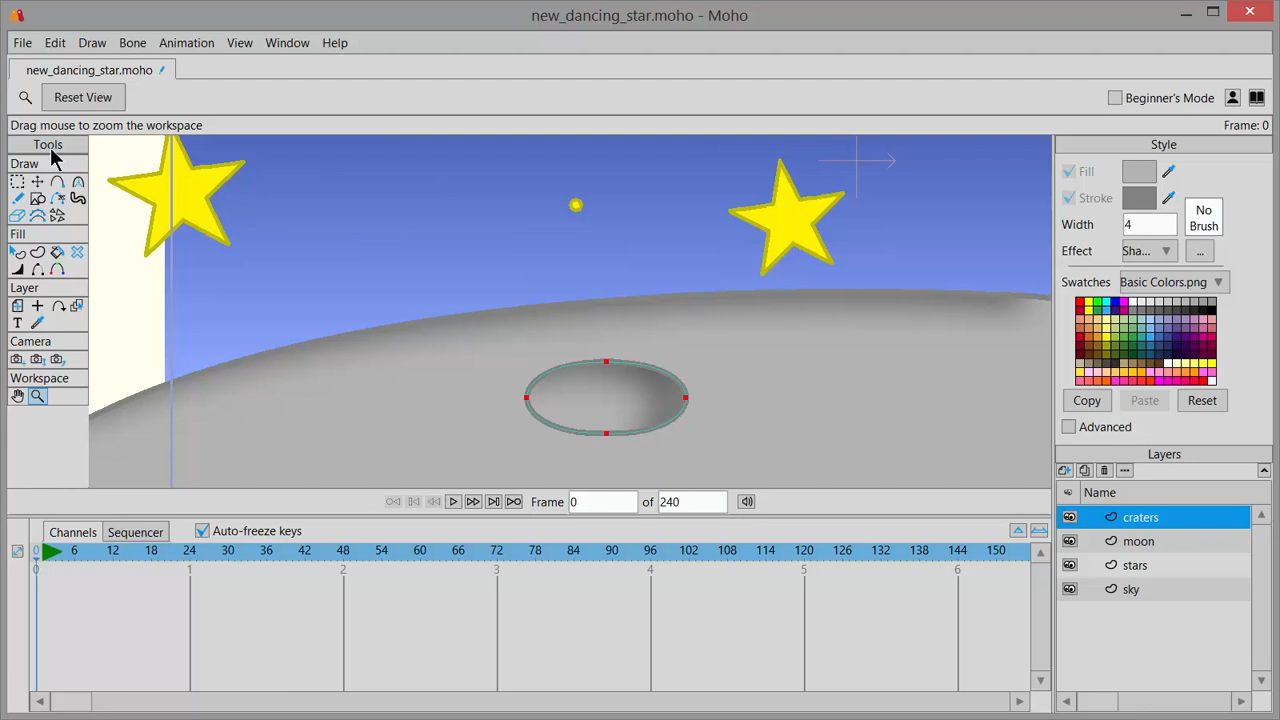 new_dancing_star.moho - Moho
File Edit Draw Bone Animation View Window Help
new_dancing_star.moho
Reset View
Beginner's Mode
Drag mouse to zoom the workspace
Frame: 0
Tools
Draw
Fill
Layer
T
Camera
Workspace
Style
Fill
Stroke
No Brush
Width 4
Effect Sha... ...
Swatches Basic Colors.png
Copy Paste Reset
Advanced
Layers
Name
craters
moon
stars
sky
Frame 0 of 240
Channels Sequencer Auto-freeze keys
0 6 12 18 24 30 36 42 48 54 60 66 72 78 84 90 96 102 108 114 120 126 132 138 144 150
0 1 2 3 4 5 6